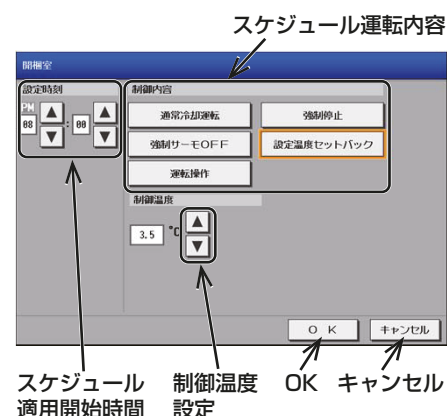 スケジュール運転内容
開梱室
設定時刻
制御内容
PM
08 : 00
通常冷却運転
強制停止
強制サーモOFF
設定温度セットバック
運転操作
制御温度
3.5 °C
OK
キャンセル
スケジュール
適用開始時間
制御温度
設定
OK
キャンセル